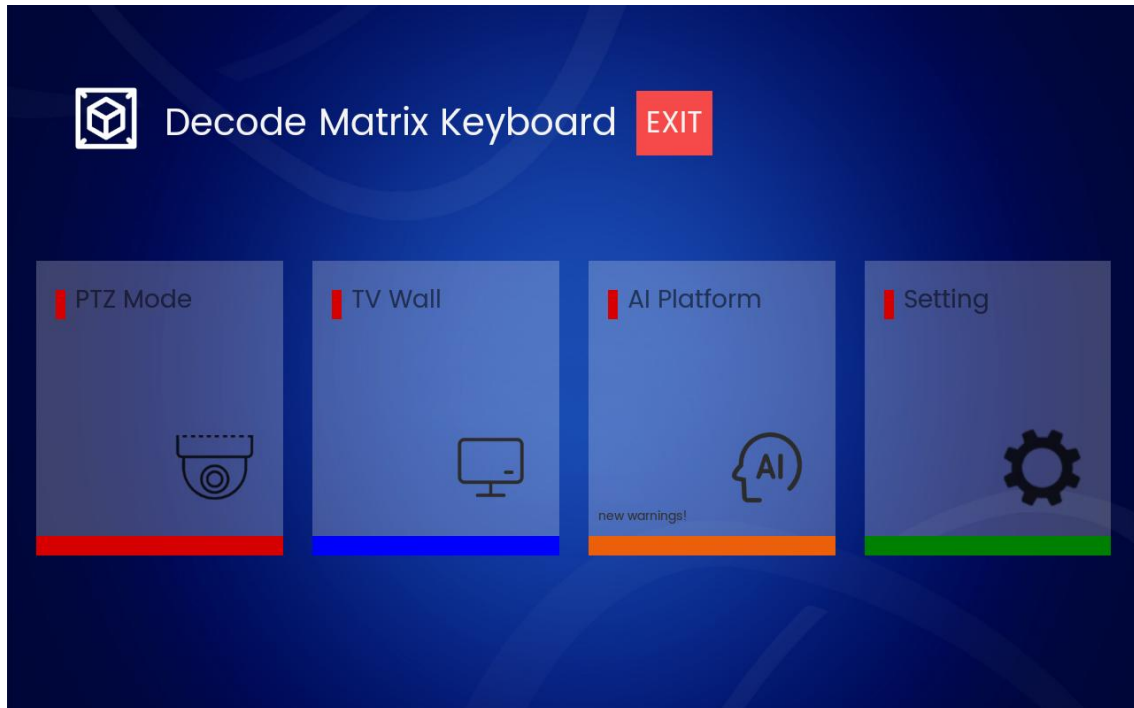 Decode Matrix Keyboard EXIT
PTZ Mode
TV Wall
AI Platform
AI
new warnings!
Setting